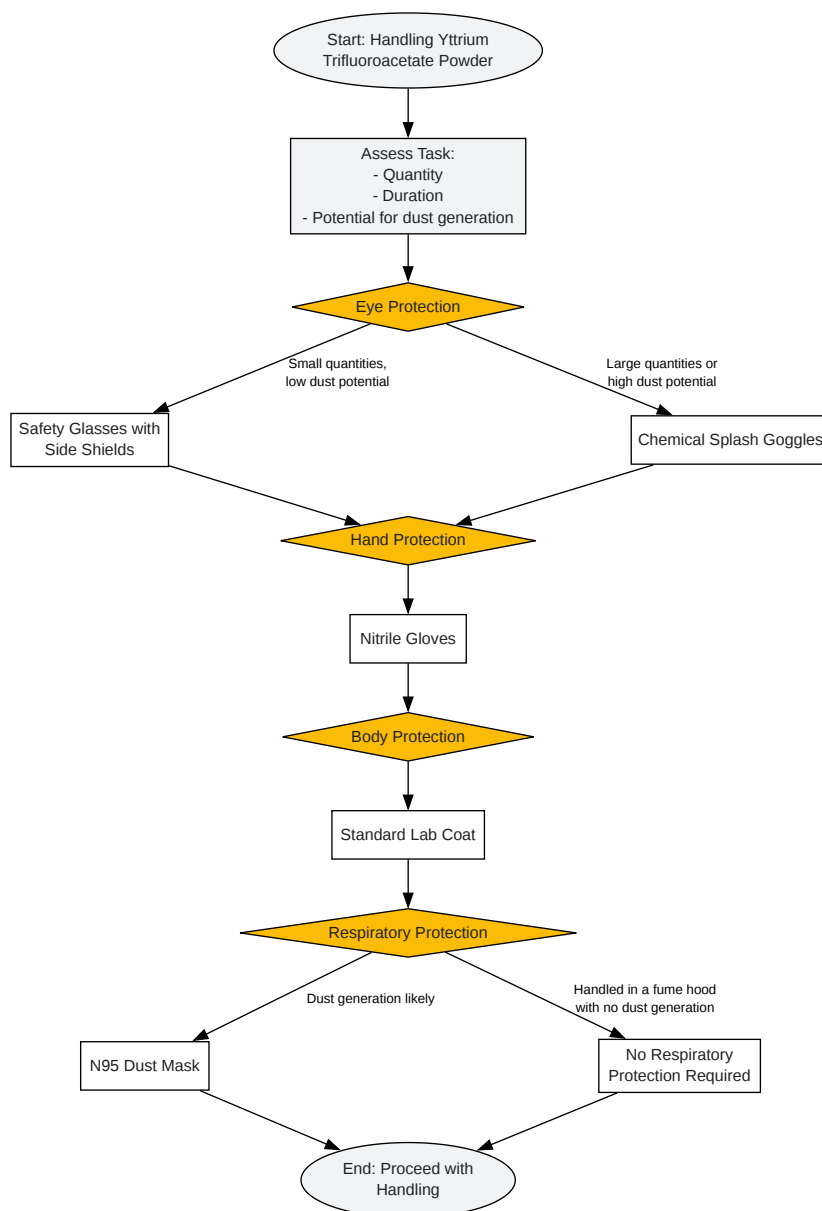 Start: Handling Yttrium
Trifluoroacetate Powder
Assess Task:
- Quantity
- Duration
- Potential for dust generation
Eye Protection
Small quantities,
low dust potential
Large quantities or
high dust potential
Safety Glasses with
Side Shields
Chemical Splash Goggles
Hand Protection
Nitrile Gloves
Body Protection
Standard Lab Coat
Respiratory Protection
Dust generation likely
Handled in a fume hood
with no dust generation
N95 Dust Mask
No Respiratory
Protection Required
End: Proceed with
Handling